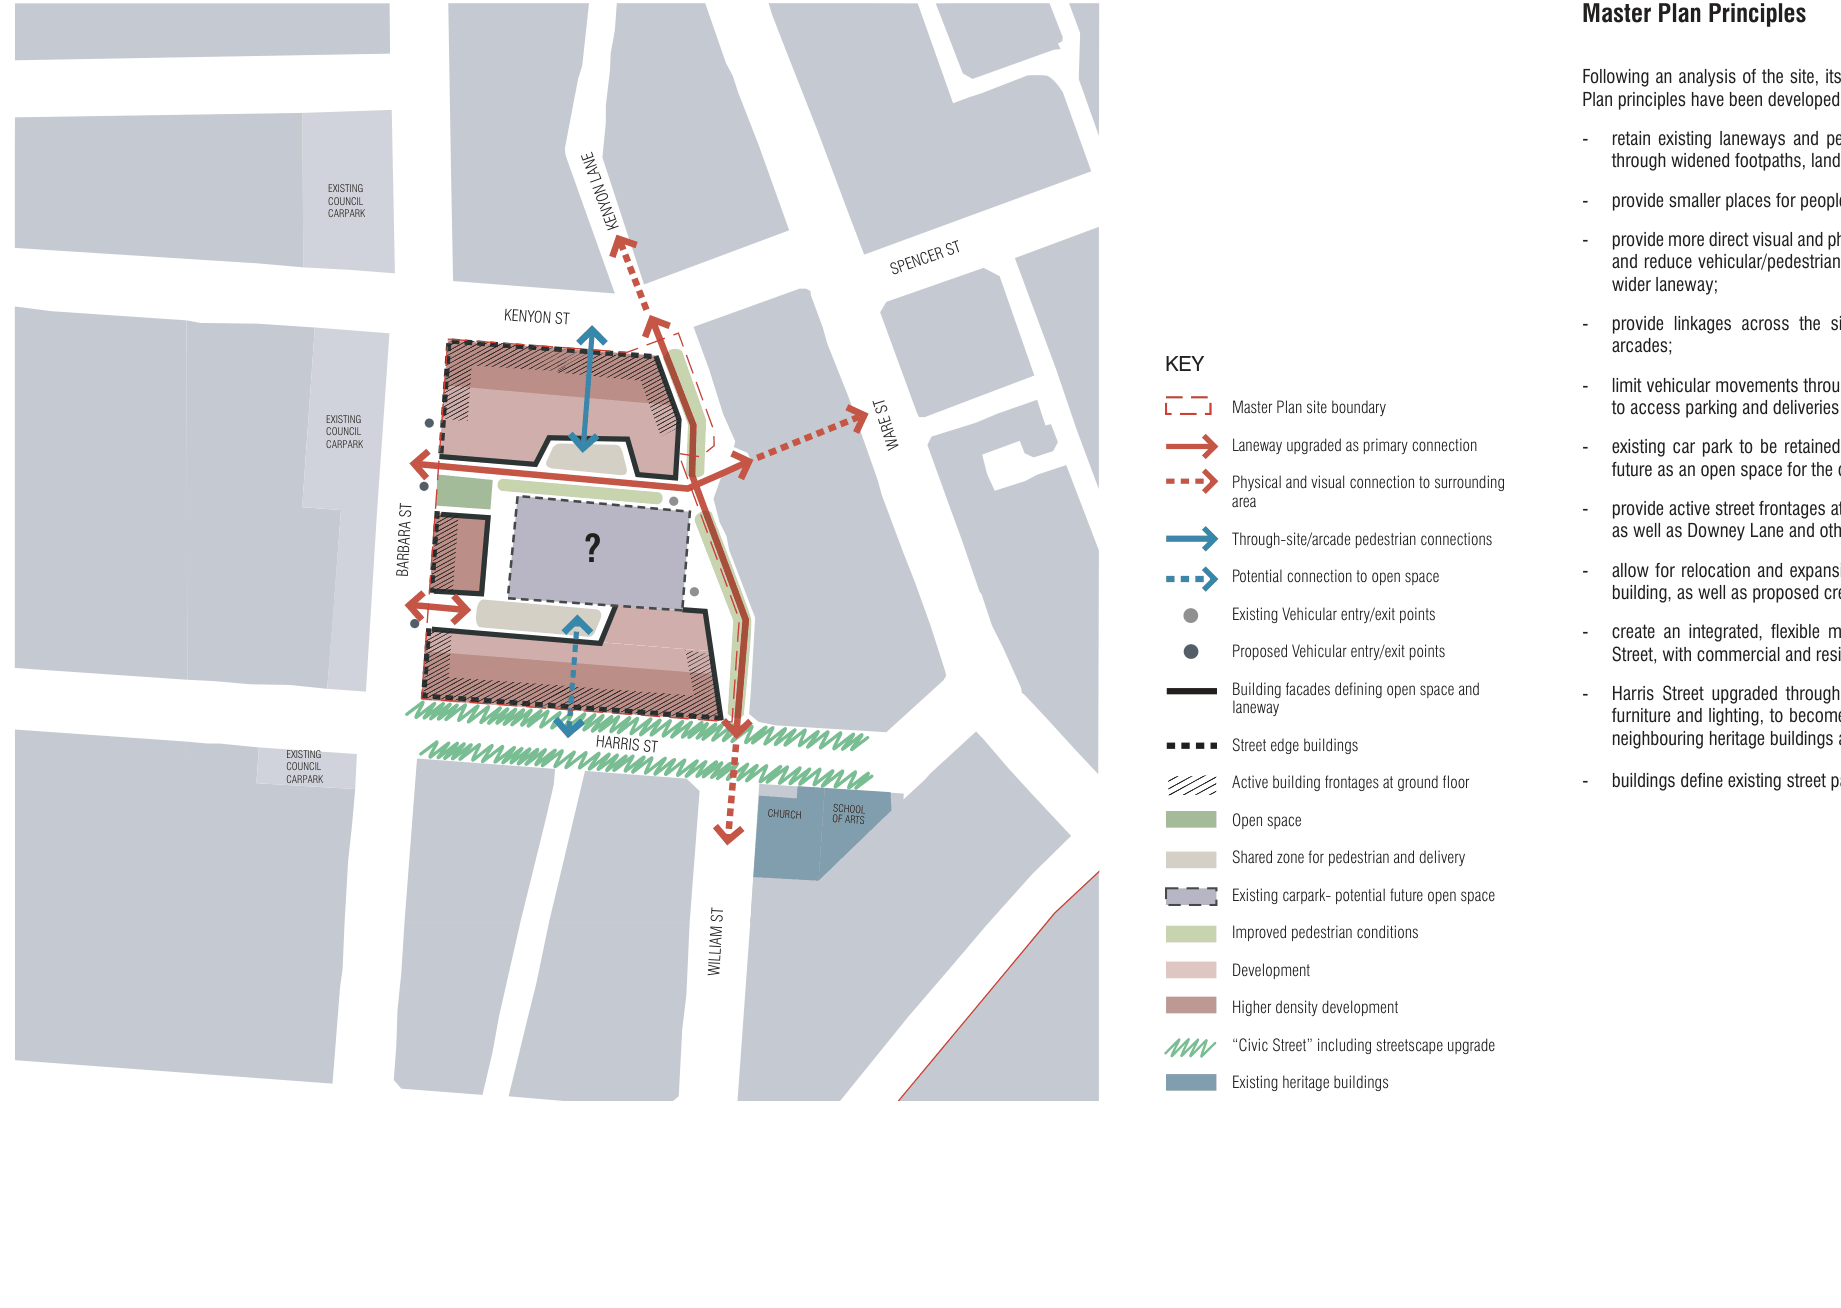 EXISTING
COUNCIL
CARPARK
KENYON LANE
SPENCER ST
KENYON ST
WARE ST
EXISTING
COUNCIL
CARPARK
BARBARA ST
?
HARRIS ST
EXISTING
COUNCIL
CARPARK
CHURCH
SCHOOL
OF ARTS
WILLIAM ST
KEY
Master Plan site boundary
Laneway upgraded as primary connection
Physical and visual connection to surrounding
area
Through-site/arcade pedestrian connections
Potential connection to open space
Existing Vehicular entry/exit points
Proposed Vehicular entry/exit points
Building facades defining open space and
laneway
Street edge buildings
Active building frontages at ground floor
Open space
Shared zone for pedestrian and delivery
Existing carpark- potential future open space
Improved pedestrian conditions
Development
Higher density development
“Civic Street” including streetscape upgrade
Existing heritage buildings
Master Plan Principles
Following an analysis of the site, its
Plan principles have been developed
- retain existing laneways and pe
through widened footpaths, land
- provide smaller places for people
- provide more direct visual and ph
and reduce vehicular/pedestrian
wider laneway;
- provide linkages across the si
arcades;
- limit vehicular movements throu
to access parking and deliveries
- existing car park to be retained
future as an open space for the c
- provide active street frontages at
as well as Downey Lane and oth
- allow for relocation and expansi
building, as well as proposed cre
- create an integrated, flexible m
Street, with commercial and resi
- Harris Street upgraded through
furniture and lighting, to become
neighbouring heritage buildings a
- buildings define existing street pa